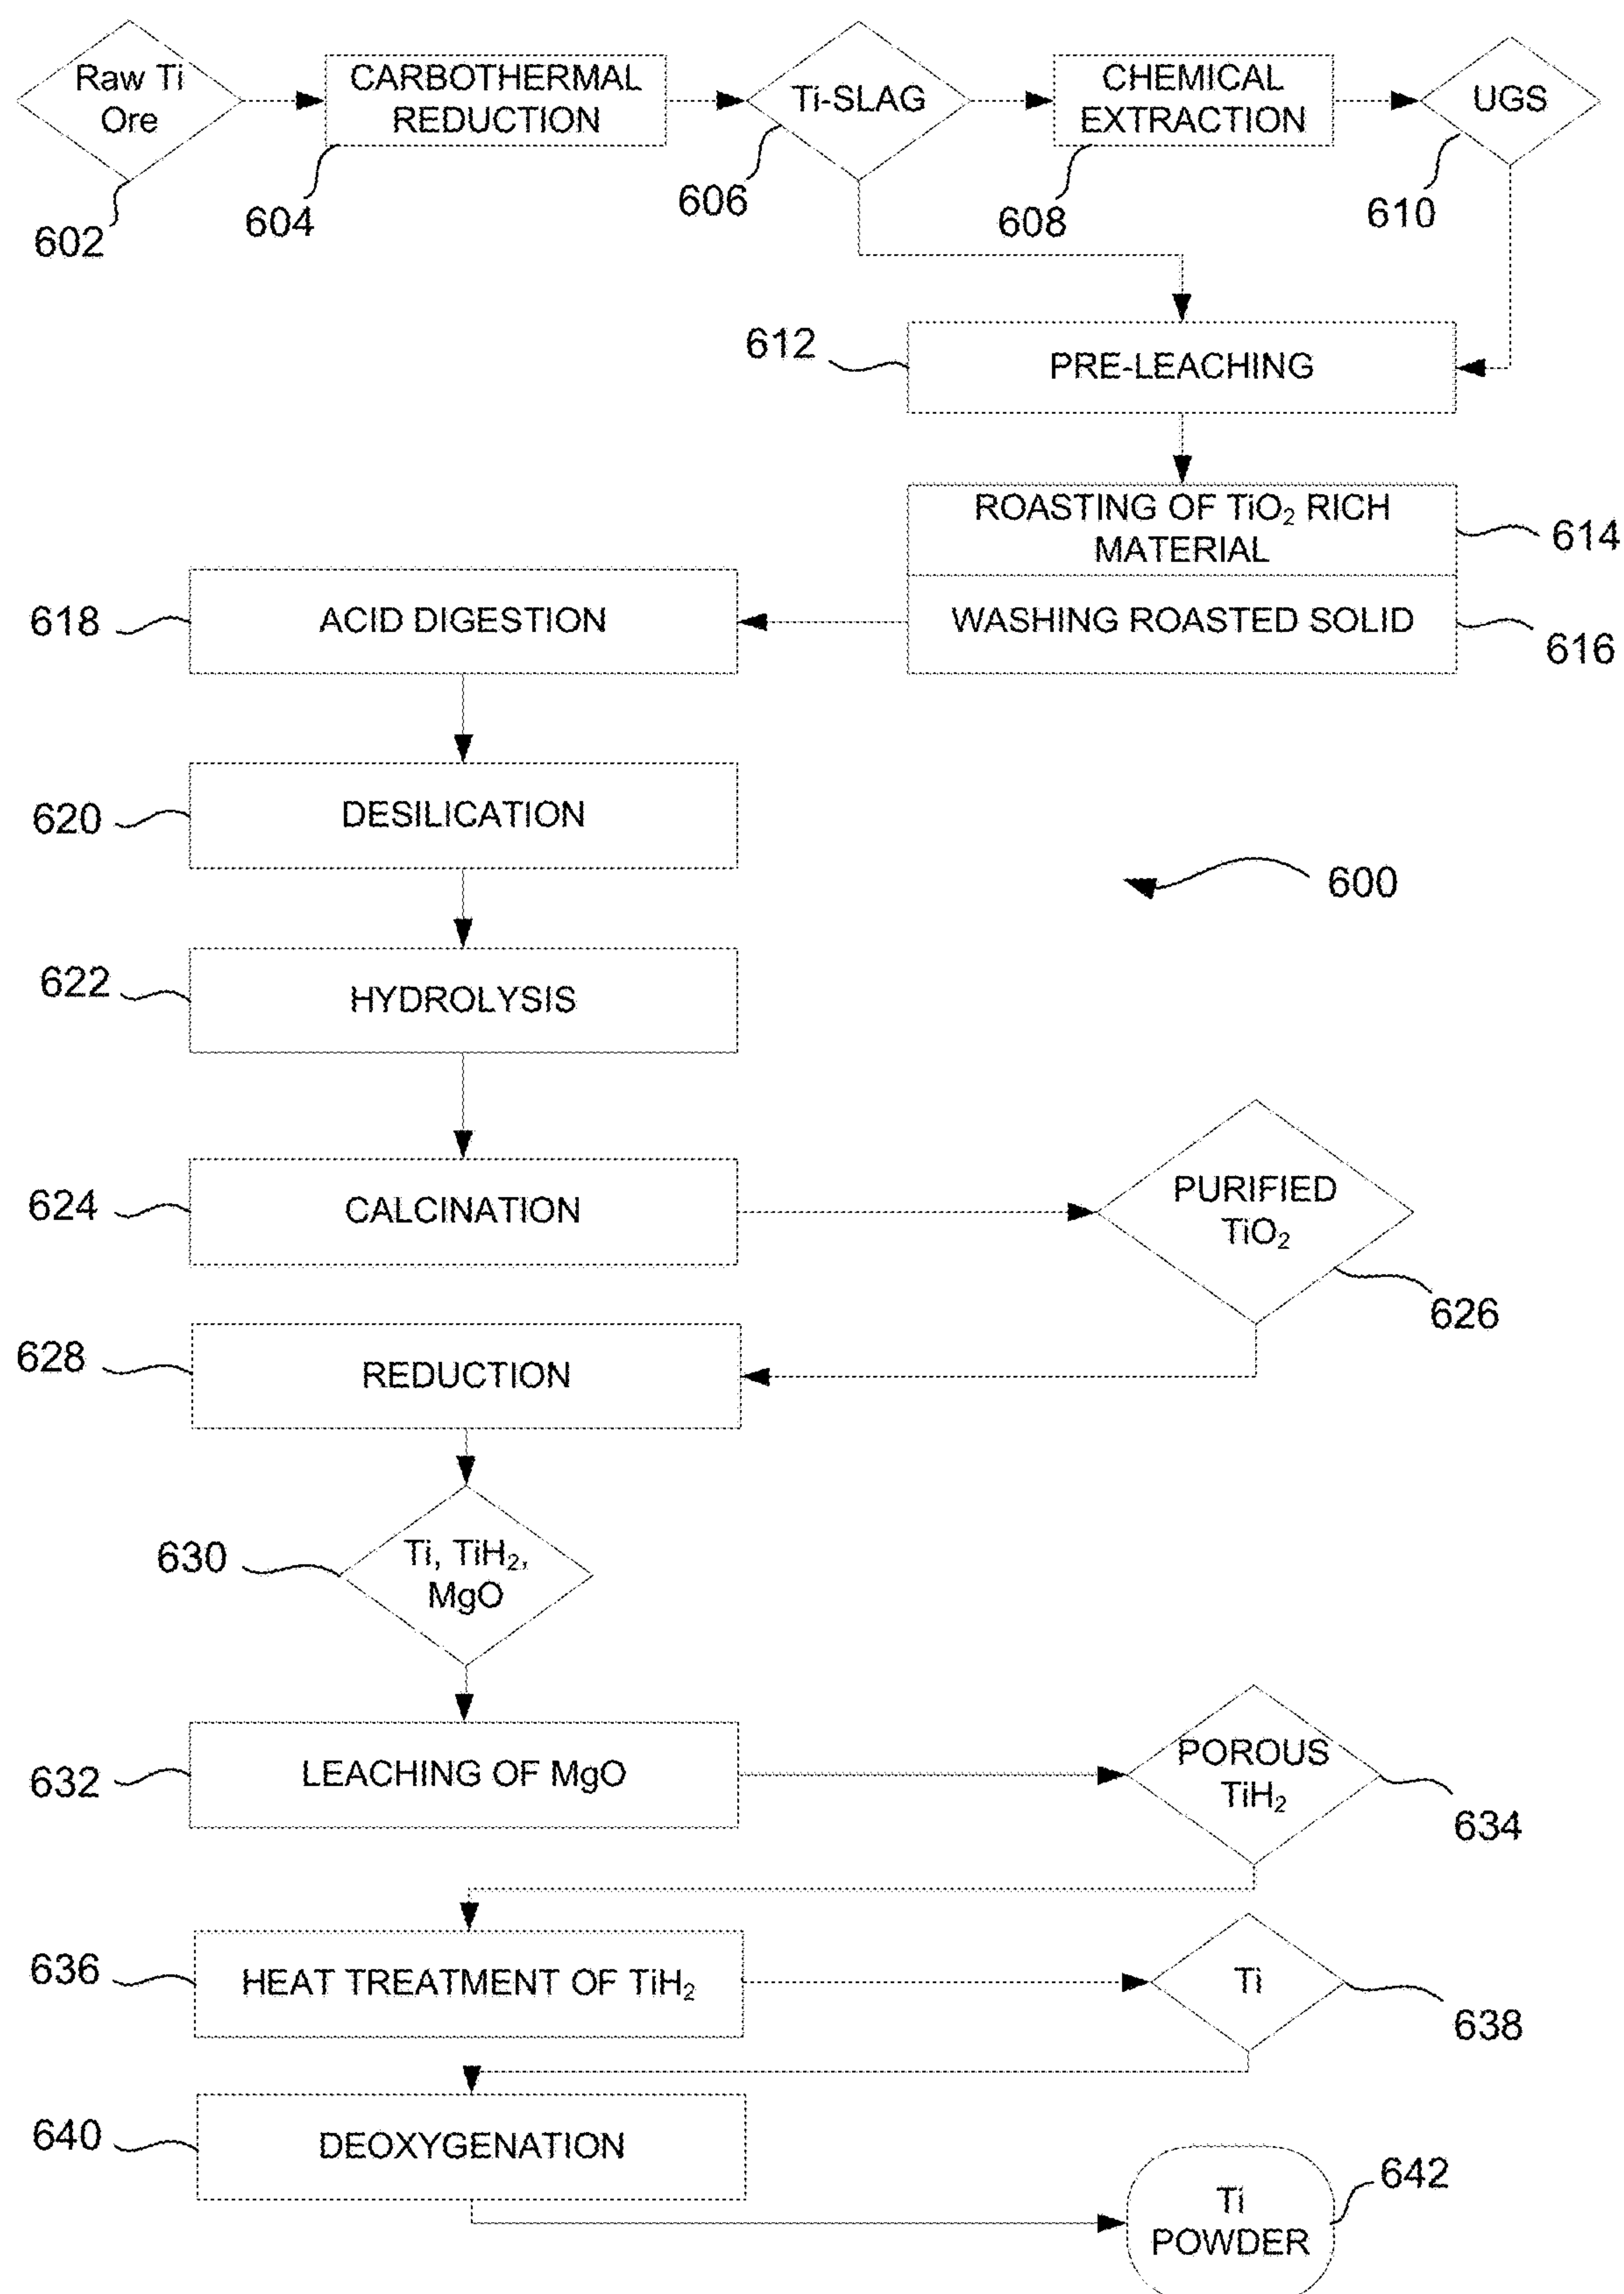 Raw Ti
Ore
CARBOTHERMAL
REDUCTION
Ti-SLAG
CHEMICAL
EXTRACTION
UGS
602
604
606
608
610
612
PRE-LEACHING
ROASTING OF TiO₂ RICH
MATERIAL
614
618
ACID DIGESTION
WASHING ROASTED SOLID
616
620
DESILICATION
600
622
HYDROLYSIS
624
CALCINATION
PURIFIED
TiO₂
626
628
REDUCTION
630
Ti, TiH₂,
MgO
632
LEACHING OF MgO
POROUS
TiH₂
634
636
HEAT TREATMENT OF TiH₂
Ti
638
640
DEOXYGENATION
642
Ti
POWDER